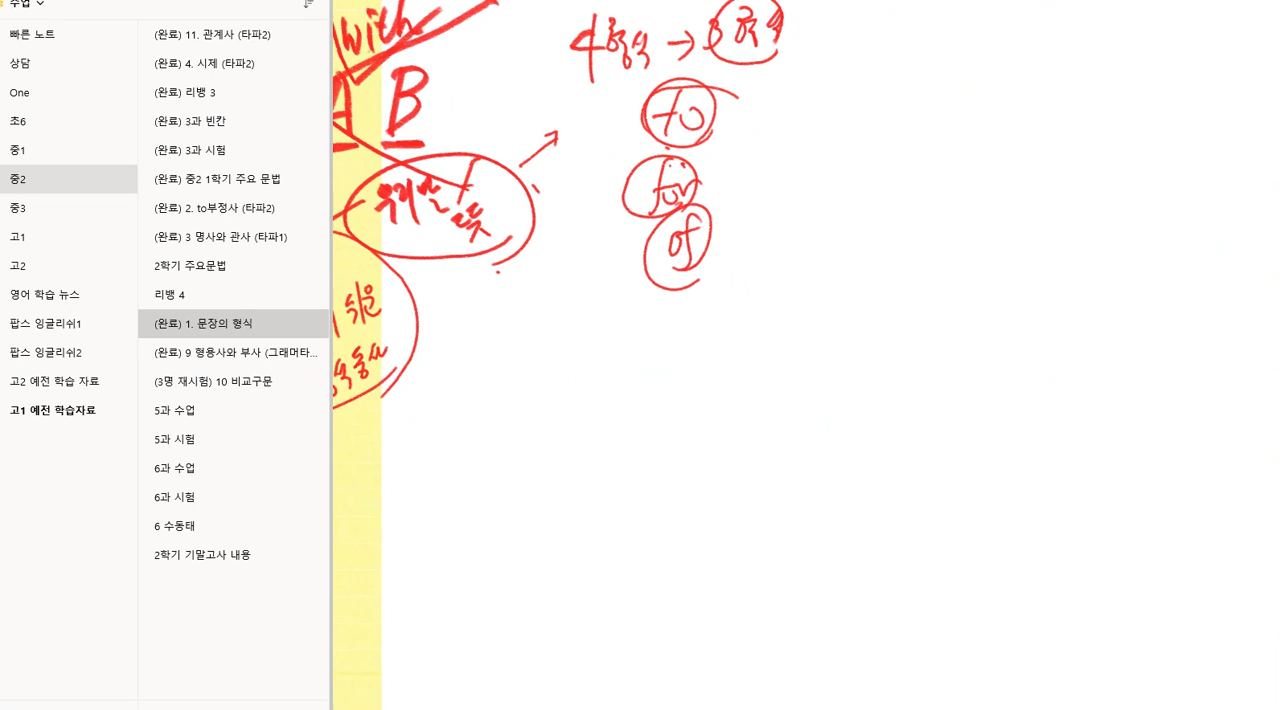 수업
빠른 노트
상담
One
초6
중1
중2
중3
고1
고2
영어 학습 뉴스
팝스 잉글리쉬1
팝스 잉글리쉬2
고2 예전 학습 자료
고1 예전 학습자료
(완료) 11. 관계사 (타파2)
(완료) 4. 시제 (타파2)
(완료) 리뱅 3
(완료) 3과 빈칸
(완료) 3과 시험
(완료) 중2 1학기 주요 문법
(완료) 2. to부정사 (타파2)
(완료) 3 명사와 관사 (타파1)
2학기 주요문법
리뱅 4
(완료) 1. 문장의 형식
(완료) 9 형용사와 부사 (그래머타...
(3명 재시험) 10 비교구문
5과 수업
5과 시험
6과 수업
6과 시험
6 수동태
2학기 기말고사 내용
with
B
우리말
뜻
4형식 → 3형식
to
for
of